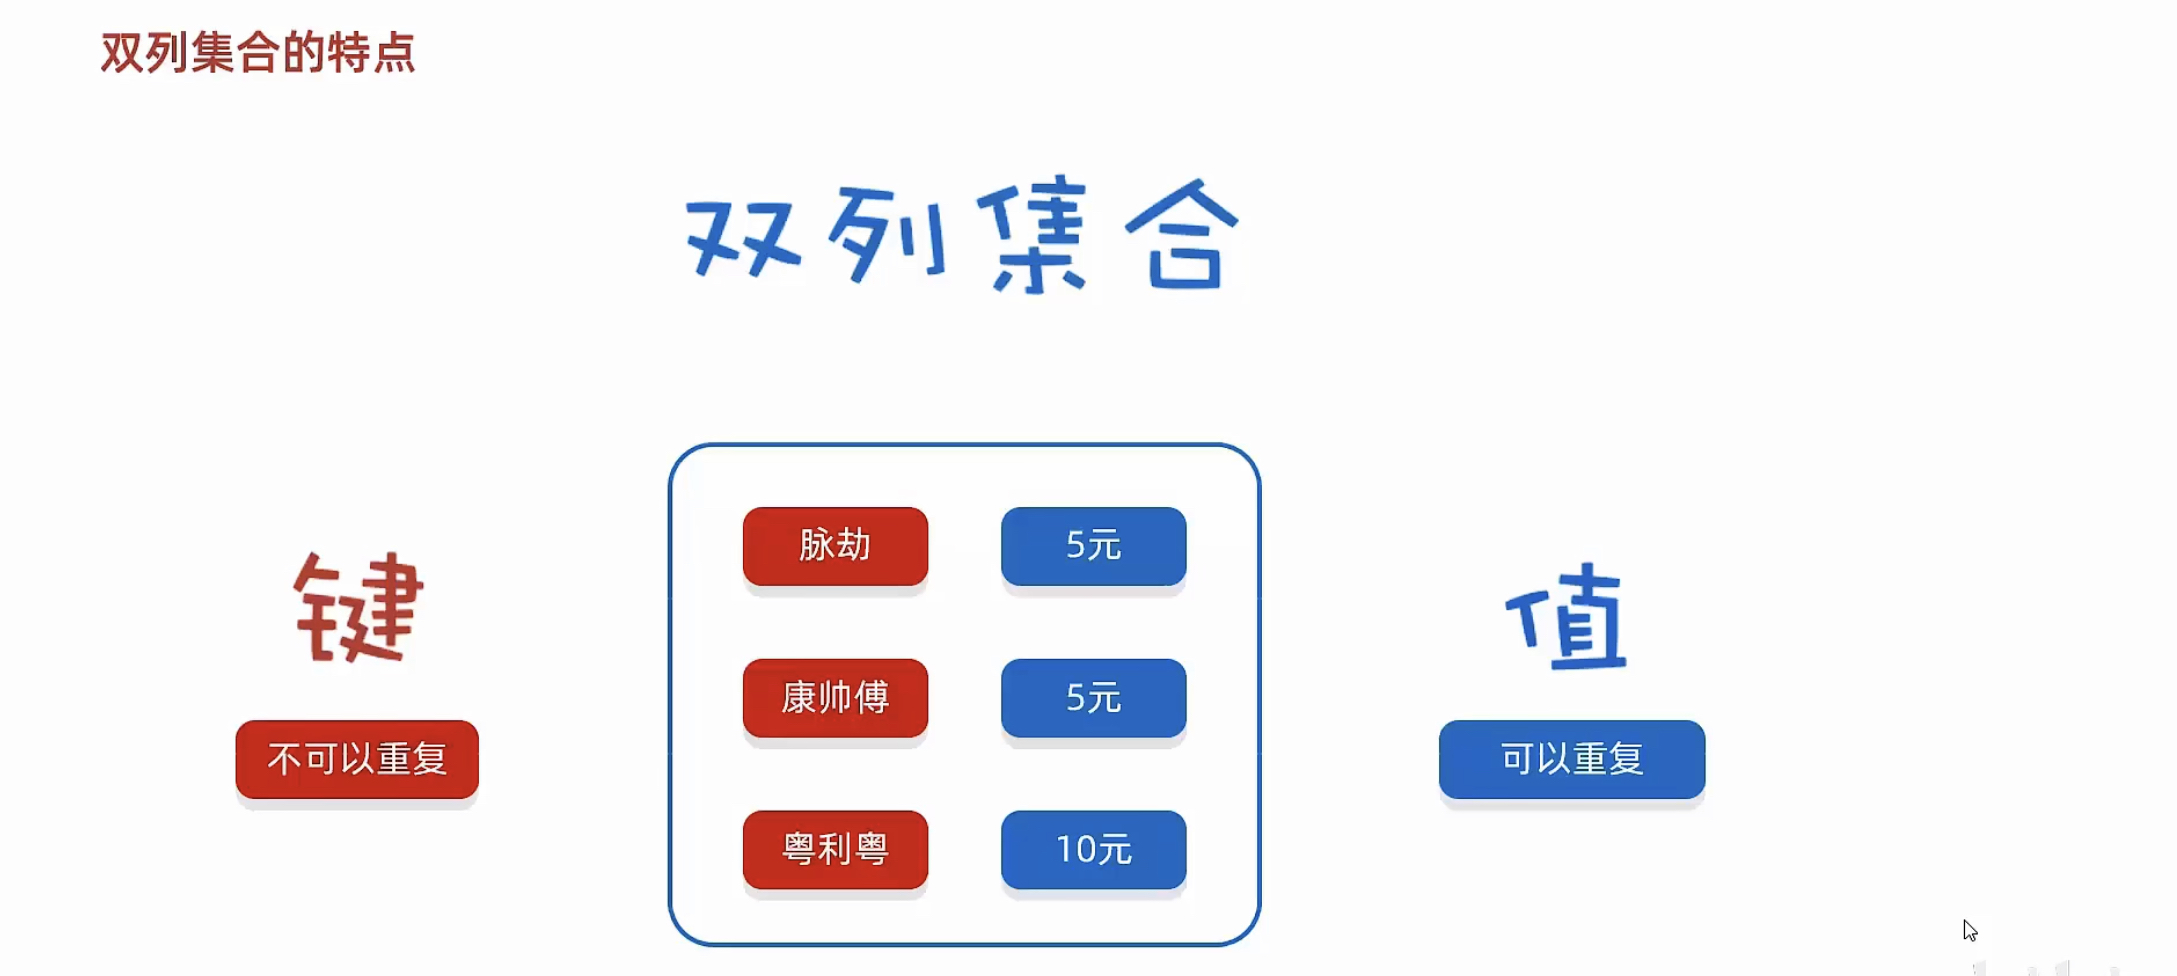 双列集合的特点
双列集合
键
不可以重复
脉劫 5元
康帅傅 5元
粤利粤 10元
值
可以重复